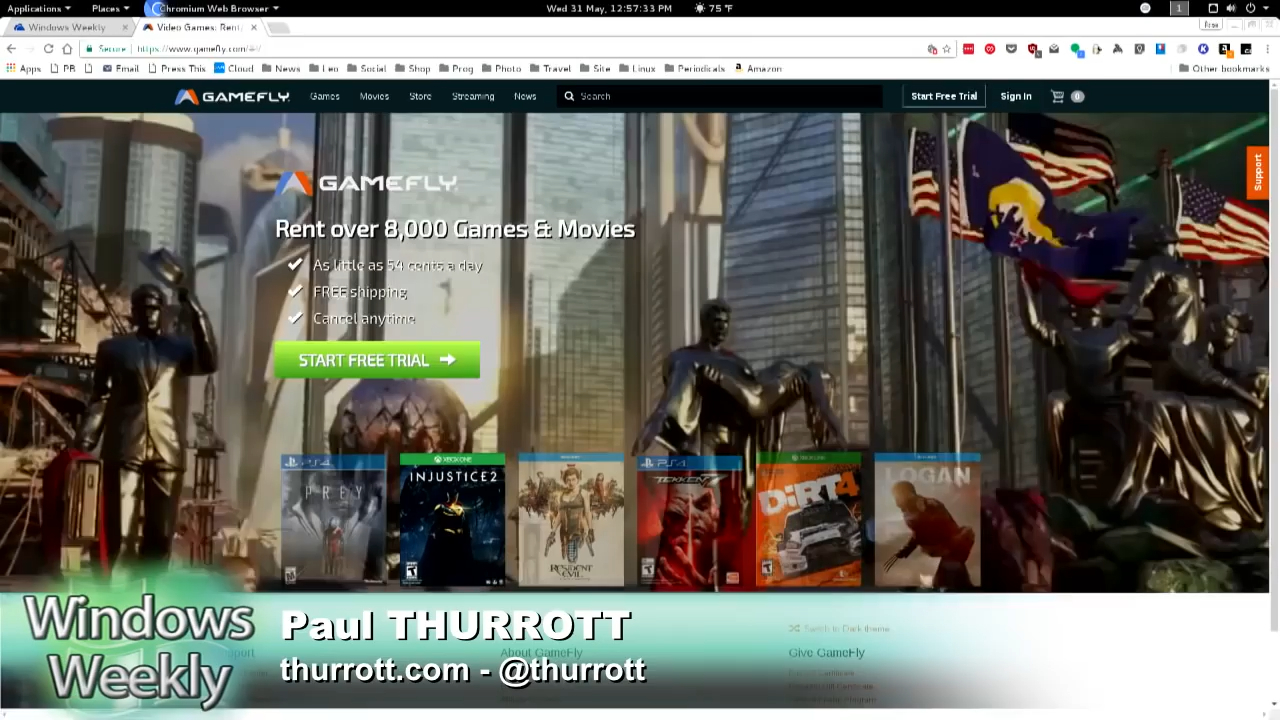 Applications Places Chromium Web Browser Wed 31 May, 12:57:33 PM 75 °F 1
Windows Weekly Video Games: Rent
Secure https://www.gamefly.com/#!/
Apps PB Email Press This Cloud News Leo Social Shop Prog Photo Travel Site Linux Periodicals Amazon Other bookmarks
GAMEFLY Games Movies Store Streaming News Search Start Free Trial Sign In 0
Support
GAMEFLY
Rent over 8,000 Games & Movies
As little as 54 cents a day
FREE shipping
Cancel anytime
START FREE TRIAL
PS4 XBOX ONE PS4
PREY INJUSTICE 2 RESIDENT EVIL TEKKEN 7 DiRT 4 LOGAN
Windows Weekly
Paul THURROTT
thurrott.com - @thurrott
Switch to Dark theme
About GameFly Give GameFly